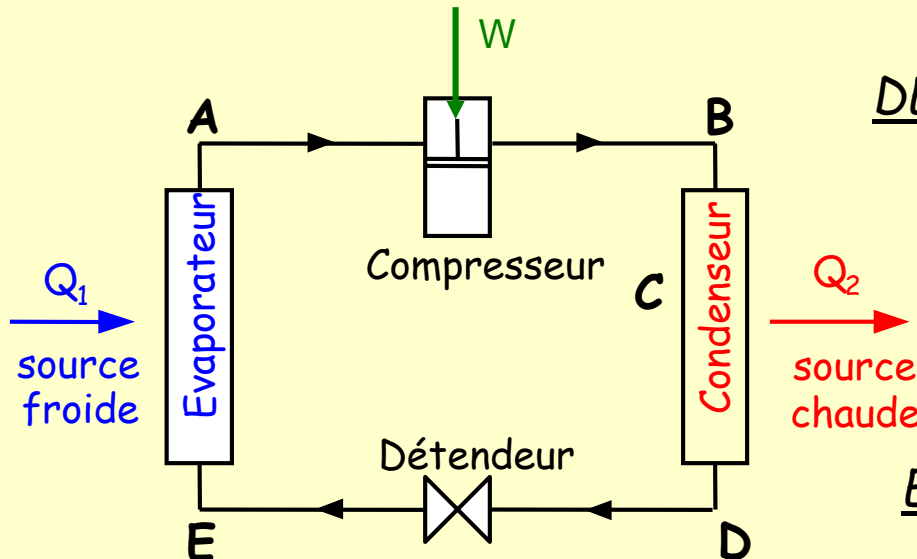 W
A
B
Compresseur
Evaporateur
Condenseur
C
Q₁
source
froide
Q₂
source
chaude
Détendeur
E
D